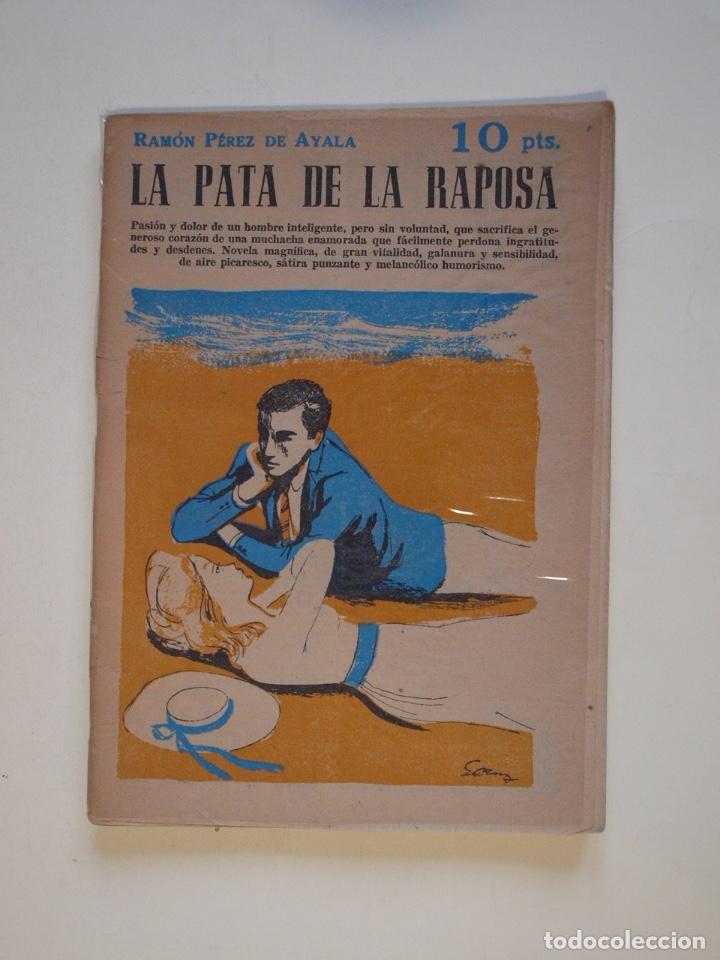 RAMÓN PÉREZ DE AYALA 10 pts.
LA PATA DE LA RAPOSA
Pasión y dolor de un hombre inteligente, pero sin voluntad, que sacrifica el ge-
neroso corazón de una muchacha enamorada que fácilmente perdona ingratitu-
des y desdenes. Novela magnífica, de gran vitalidad, galanura y sensibilidad,
de aire picaresco, sátira punzante y melancólico humorismo.
todocoleccion
todocoleccion.net